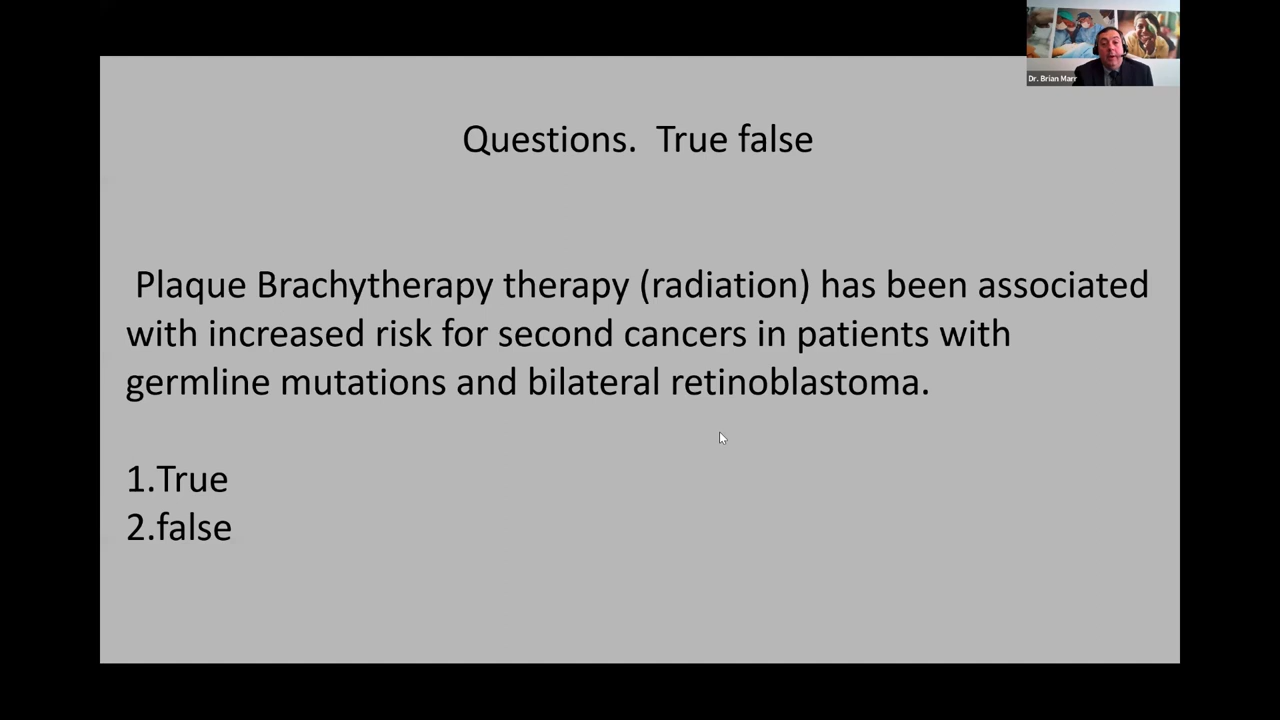 Dr. Brian Marr
Questions. True false
Plaque Brachytherapy therapy (radiation) has been associated
with increased risk for second cancers in patients with
germline mutations and bilateral retinoblastoma.
1.True
2.false